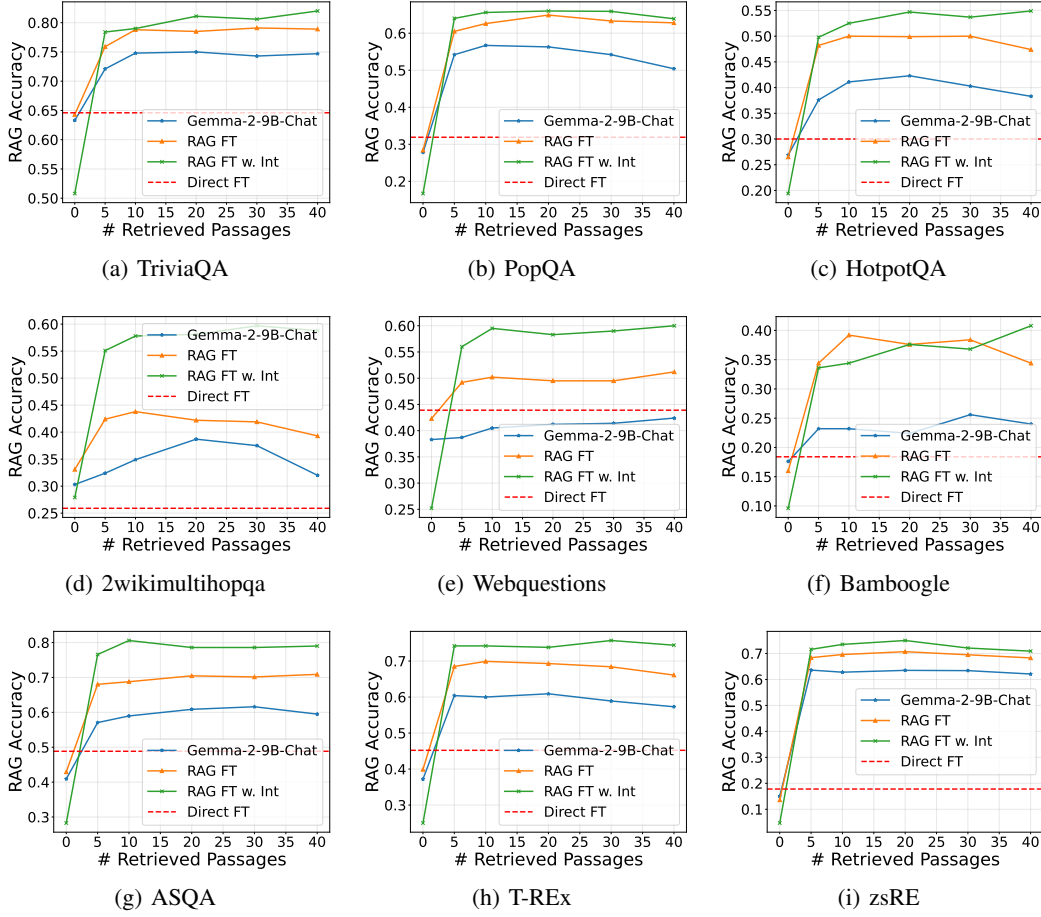 RAG Accuracy
0.80
0.75
0.70
0.65
0.60
0.55
0.50
Gemma-2-9B-Chat
RAG FT
RAG FT w. Int
Direct FT
0 5 10 15 20 25 30 35 40
# Retrieved Passages
(a) TriviaQA
RAG Accuracy
0.6
0.5
0.4
0.3
0.2
Gemma-2-9B-Chat
RAG FT
RAG FT w. Int
Direct FT
0 5 10 15 20 25 30 35 40
# Retrieved Passages
(b) PopQA
RAG Accuracy
0.55
0.50
0.45
0.40
0.35
0.30
0.25
0.20
Gemma-2-9B-Chat
RAG FT
RAG FT w. Int
Direct FT
0 5 10 15 20 25 30 35 40
# Retrieved Passages
(c) HotpotQA
RAG Accuracy
0.60
0.55
0.50
0.45
0.40
0.35
0.30
0.25
Gemma-2-9B-Chat
RAG FT
RAG FT w. Int
Direct FT
0 5 10 15 20 25 30 35 40
# Retrieved Passages
(d) 2wikimultihopqa
RAG Accuracy
0.60
0.55
0.50
0.45
0.40
0.35
0.30
0.25
Gemma-2-9B-Chat
RAG FT
RAG FT w. Int
Direct FT
0 5 10 15 20 25 30 35 40
# Retrieved Passages
(e) Webquestions
RAG Accuracy
0.40
0.35
0.30
0.25
0.20
0.15
0.10
Gemma-2-9B-Chat
RAG FT
RAG FT w. Int
Direct FT
0 5 10 15 20 25 30 35 40
# Retrieved Passages
(f) Bamboogle
RAG Accuracy
0.8
0.7
0.6
0.5
0.4
0.3
Gemma-2-9B-Chat
RAG FT
RAG FT w. Int
Direct FT
0 5 10 15 20 25 30 35 40
# Retrieved Passages
(g) ASQA
RAG Accuracy
0.7
0.6
0.5
0.4
0.3
Gemma-2-9B-Chat
RAG FT
RAG FT w. Int
Direct FT
0 5 10 15 20 25 30 35 40
# Retrieved Passages
(h) T-REx
RAG Accuracy
0.7
0.6
0.5
0.4
0.3
0.2
0.1
Gemma-2-9B-Chat
RAG FT
RAG FT w. Int
Direct FT
0 5 10 15 20 25 30 35 40
# Retrieved Passages
(i) zsRE